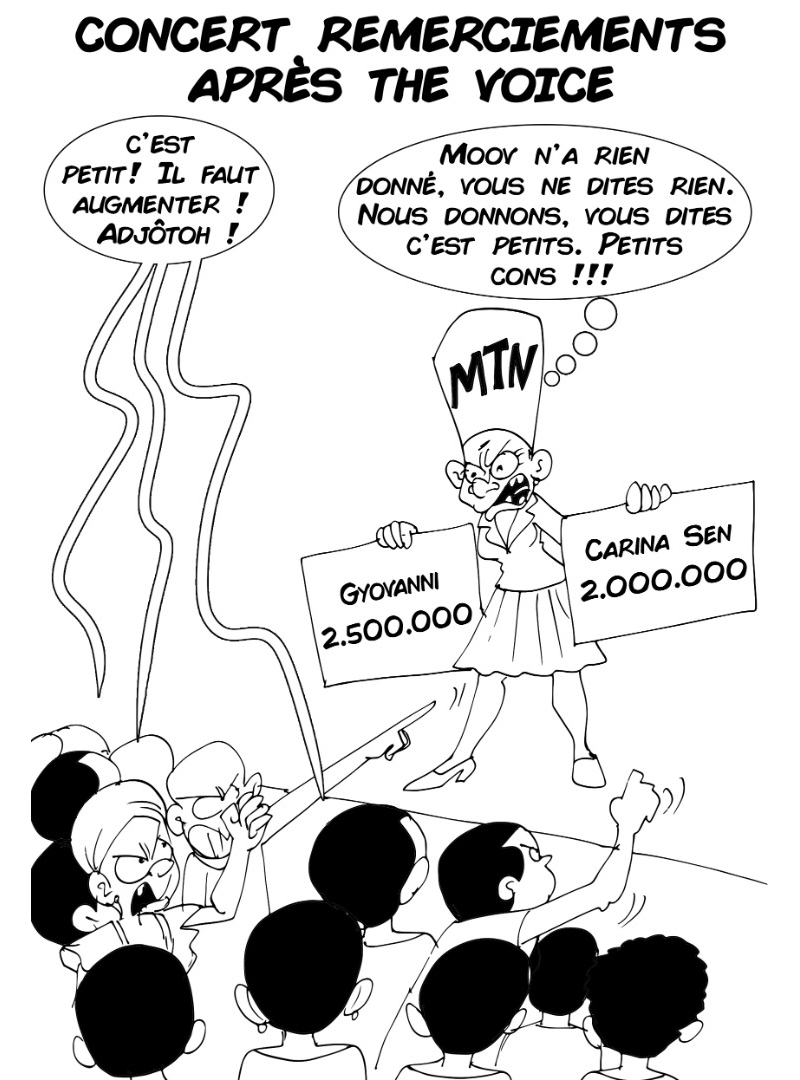 CONCERT REMERCIEMENTS
APRÈS THE VOICE
C'EST
PETIT! IL FAUT
AUGMENTER !
ADJÔTOH !
MOOV N'A RIEN
DONNÉ, VOUS NE DITES RIEN.
NOUS DONNONS, VOUS DITES
C'EST PETITS. PETITS
CONS !!!
MTN
GYOVANNI
2.500.000
CARINA SEN
2.000.000